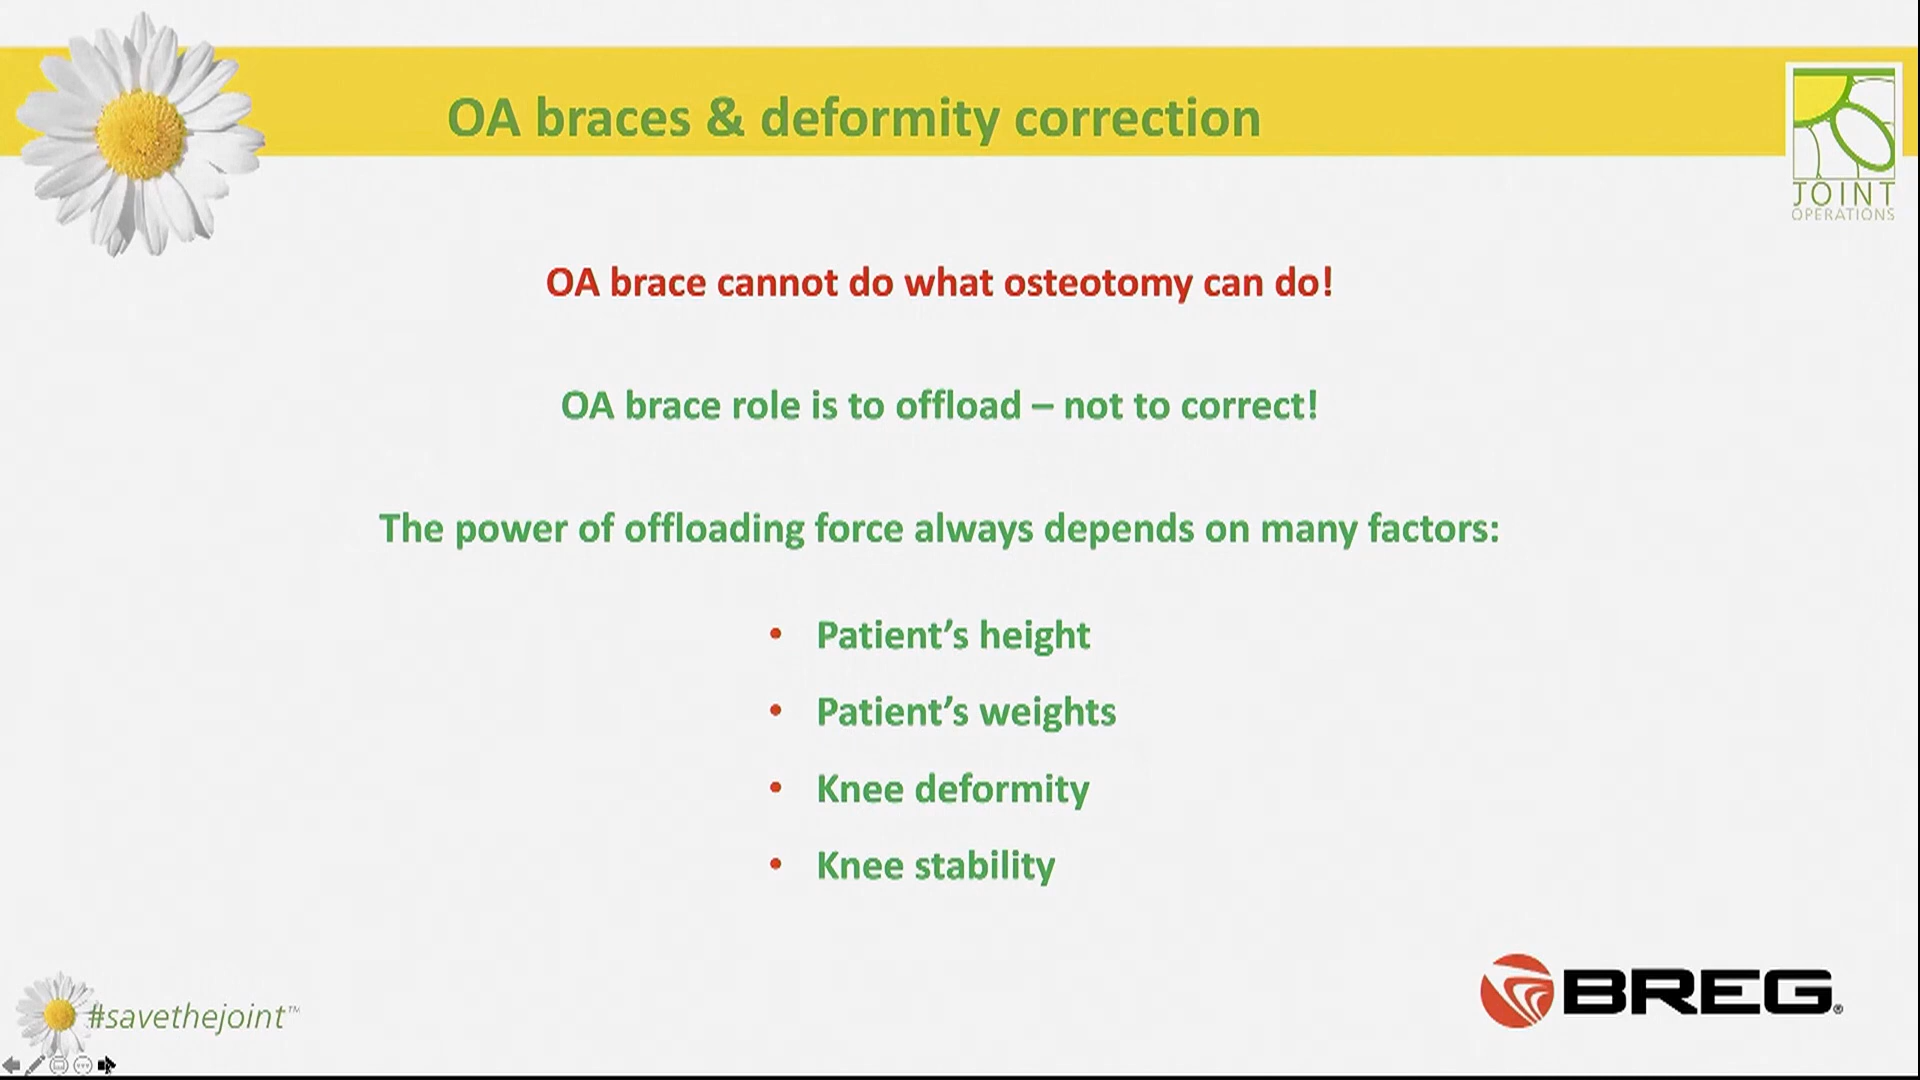 OA braces & deformity correction
JOINT
OPERATIONS
OA brace cannot do what osteotomy can do!
OA brace role is to offload – not to correct!
The power of offloading force always depends on many factors:
• Patient’s height
• Patient’s weights
• Knee deformity
• Knee stability
#savethejoint™
BREG®